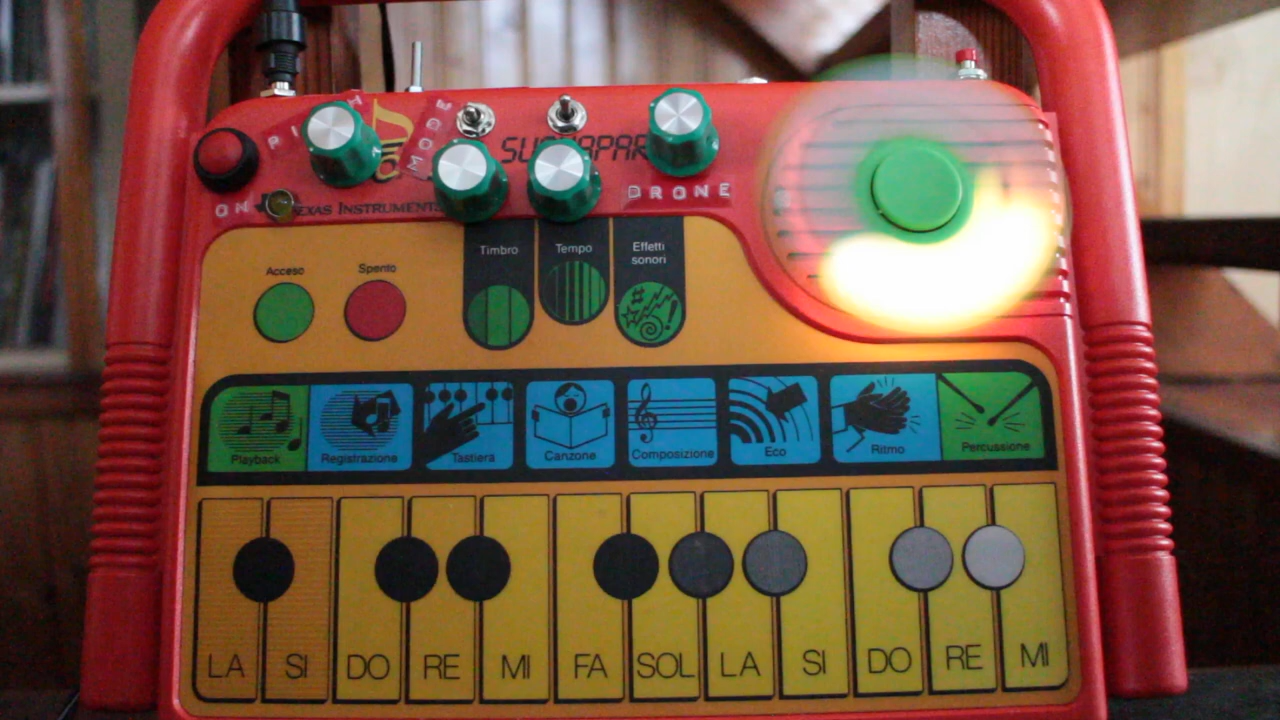 MODE
DRONE
ON
TEXAS INSTRUMENTS
Timbro
Tempo
Effetti
sonori
Acceso
Spento
Playback
Registrazione
Tastiera
Canzone
Composizione
Eco
Ritmo
Percussione
LA SI DO RE MI FA SOL LA SI DO RE MI